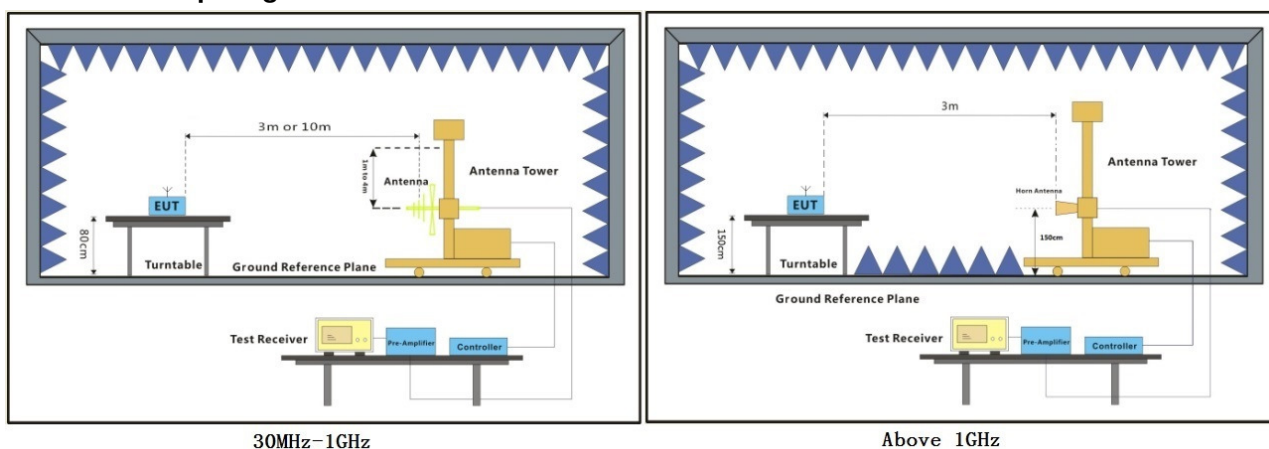 3m or 10m
1m to 4m
Antenna
Antenna Tower
EUT
80cm
Turntable
Ground Reference Plane
Test Receiver
Pre-Amplifier
Controller
30MHz-1GHz
3m
Antenna Tower
Horn Antenna
EUT
150cm
150cm
Turntable
Ground Reference Plane
Test Receiver
Pre-Amplifier
Controller
Above 1GHz